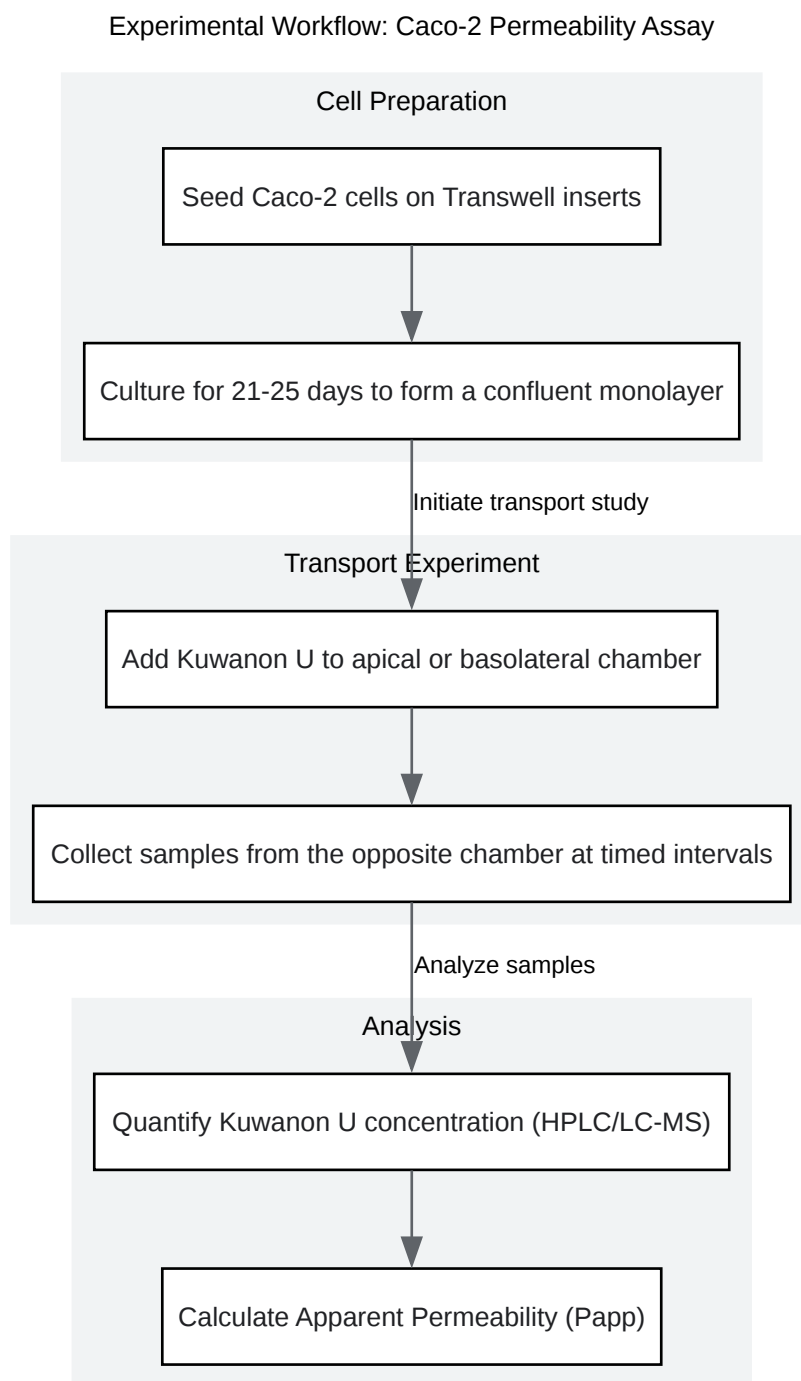 Experimental Workflow: Caco-2 Permeability Assay
Cell Preparation
Seed Caco-2 cells on Transwell inserts
Culture for 21-25 days to form a confluent monolayer
Initiate transport study
Transport Experiment
Add Kuwanon U to apical or basolateral chamber
Collect samples from the opposite chamber at timed intervals
Analyze samples
Analysis
Quantify Kuwanon U concentration (HPLC/LC-MS)
Calculate Apparent Permeability (Papp)